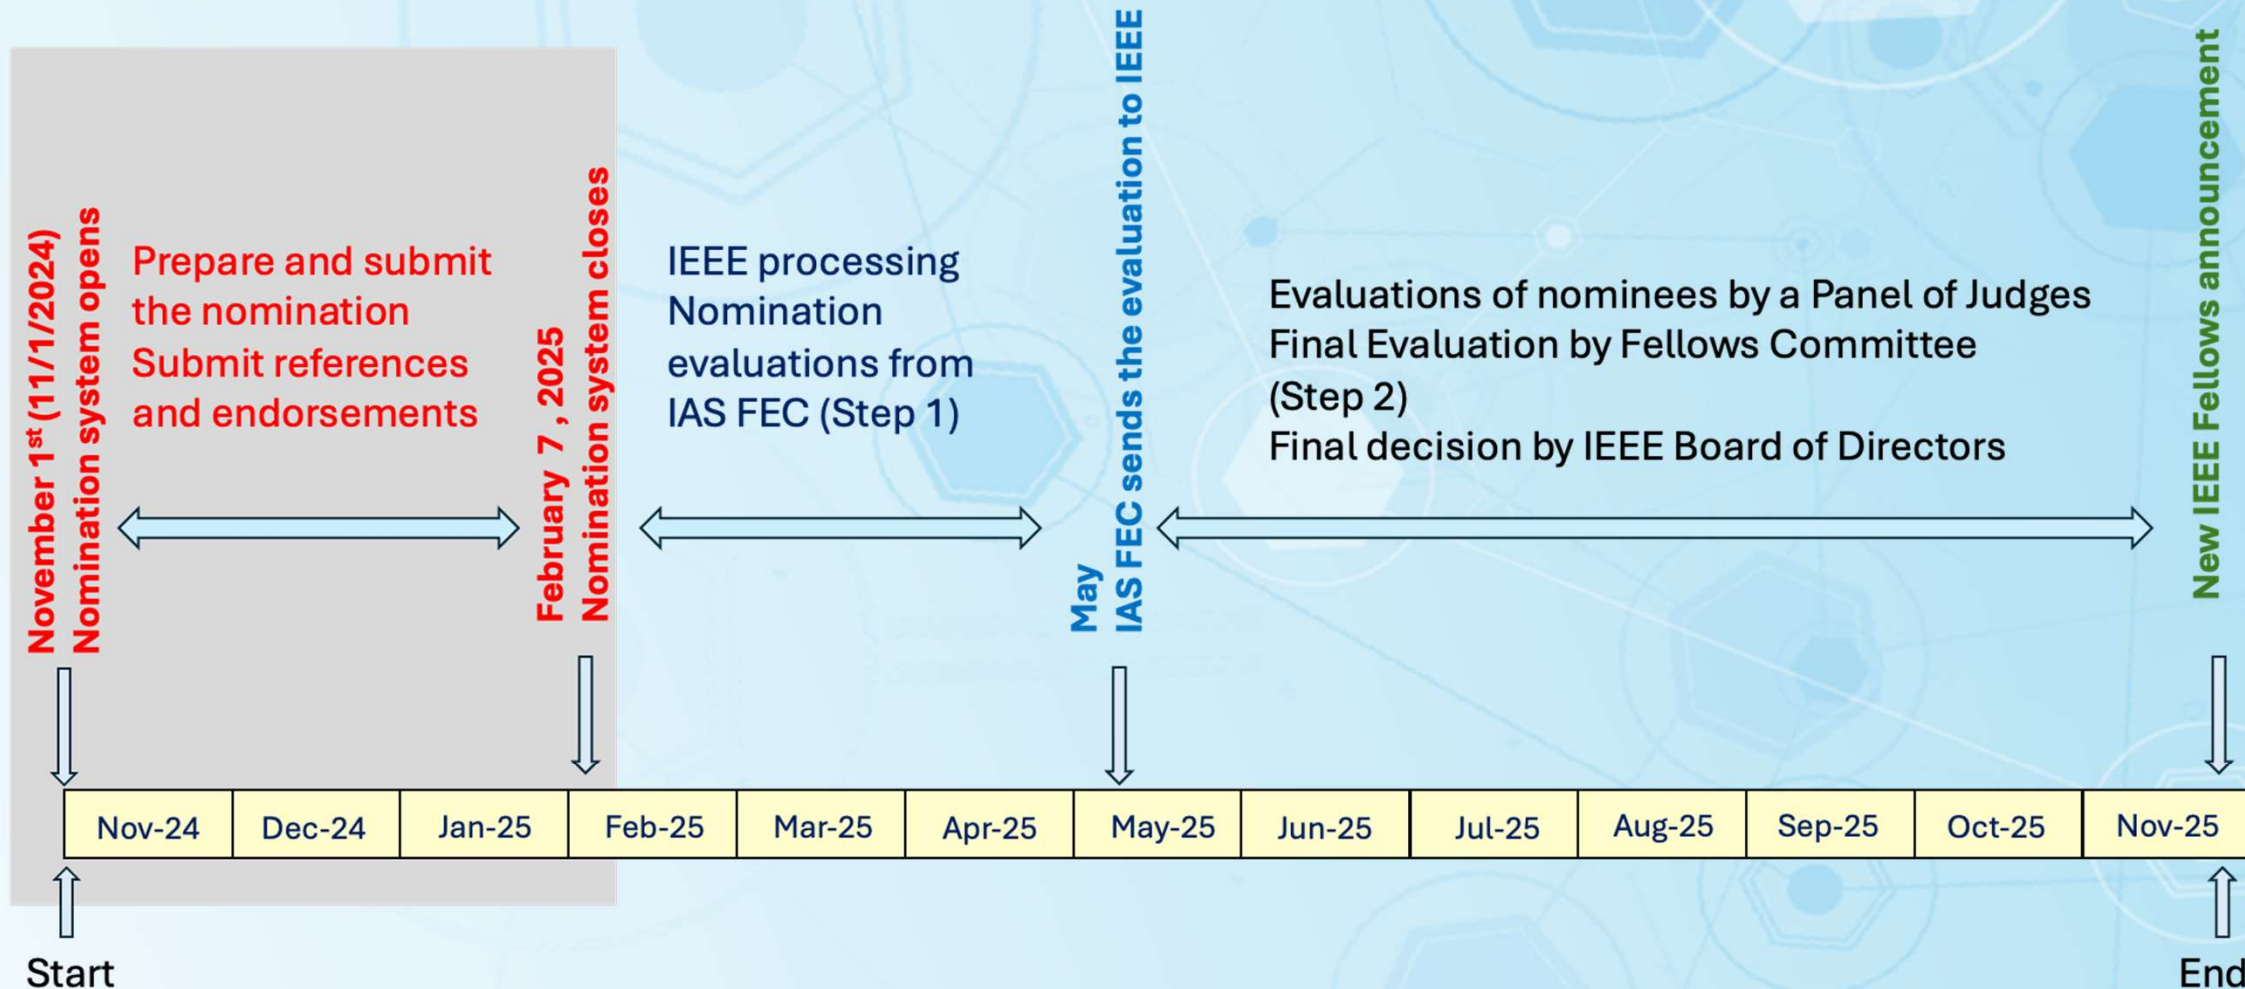 November 1st (11/1/2024)
Nomination system opens
Prepare and submit
the nomination
Submit references
and endorsements
February 7 , 2025
Nomination system closes
IEEE processing
Nomination
evaluations from
IAS FEC (Step 1)
May
IAS FEC sends the evaluation to IEEE
Evaluations of nominees by a Panel of Judges
Final Evaluation by Fellows Committee
(Step 2)
Final decision by IEEE Board of Directors
New IEEE Fellows announcement
Nov-24 Dec-24 Jan-25 Feb-25 Mar-25 Apr-25 May-25 Jun-25 Jul-25 Aug-25 Sep-25 Oct-25 Nov-25
Start
End